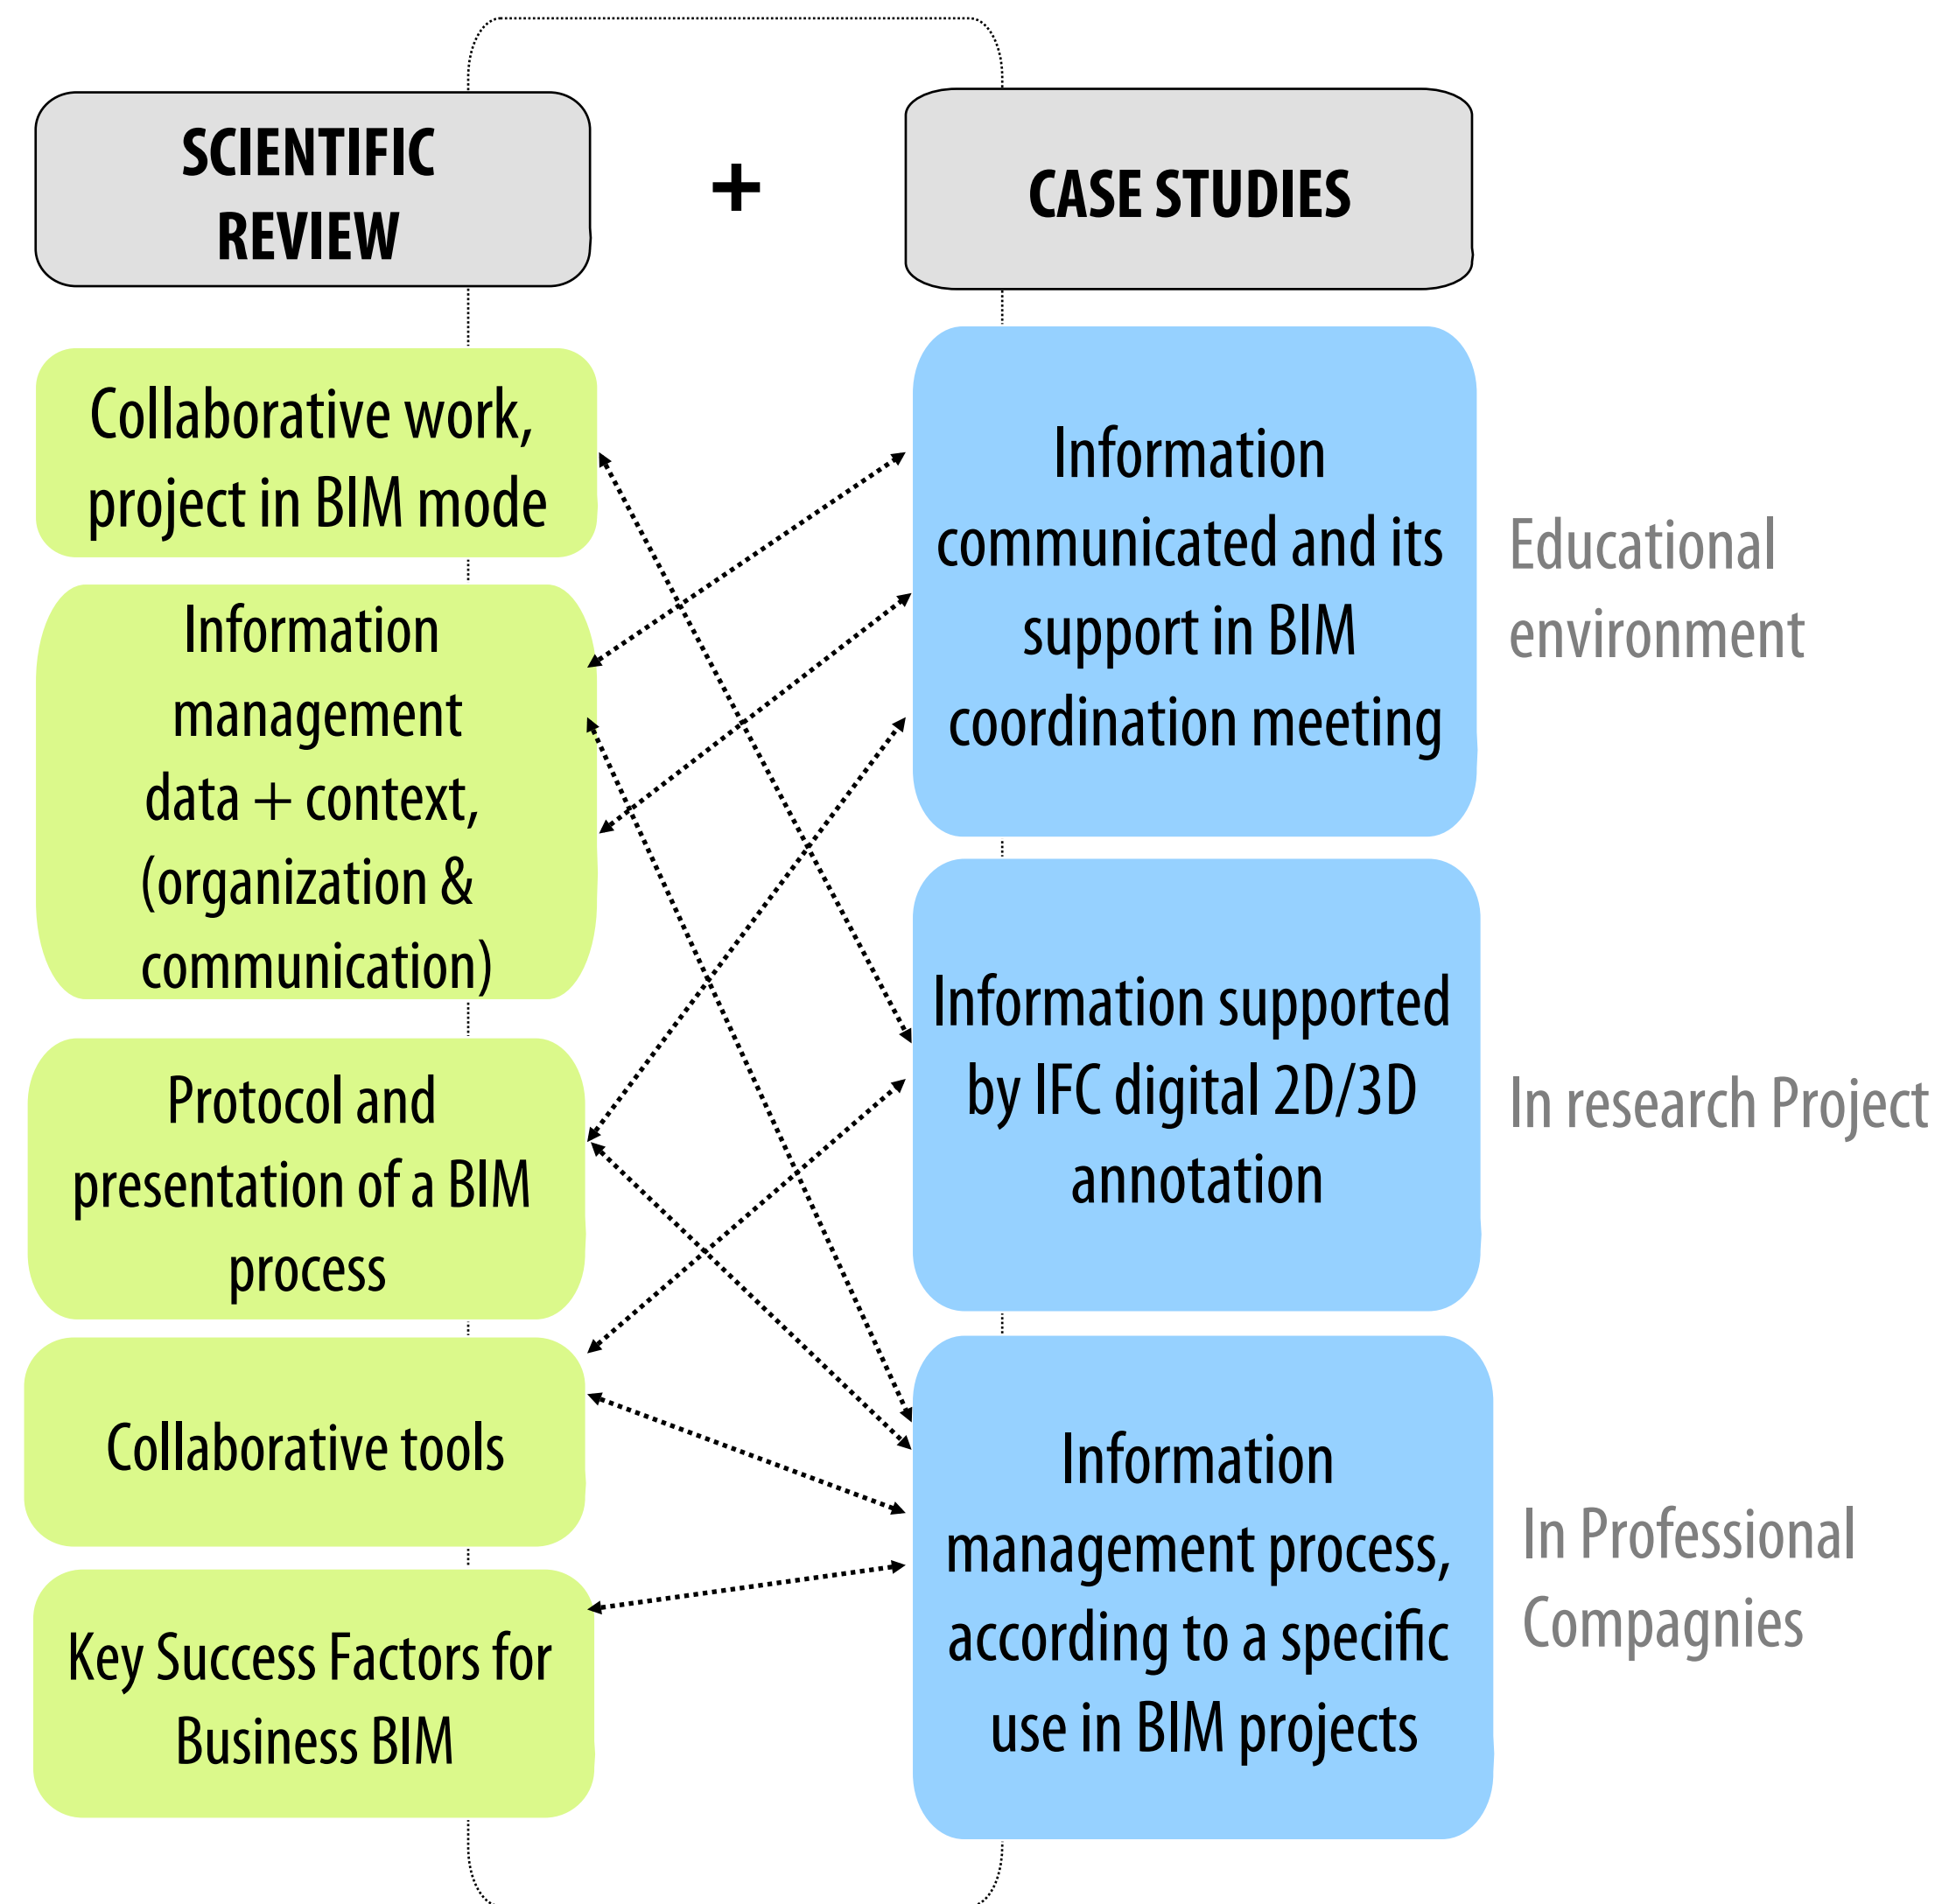 SCIENTIFIC
REVIEW
+
CASE STUDIES
Collaborative work,
project in BIM mode
Information
management
data + context,
(organization &
communication)
Protocol and
presentation of a BIM
process
Collaborative tools
Key Success Factors for
Business BIM
Information
communicated and its
support in BIM
coordination meeting
Educational
environment
Information supported
by IFC digital 2D/3D
annotation
In research Project
Information
management process,
according to a specific
use in BIM projects
In Professional
Compagnies